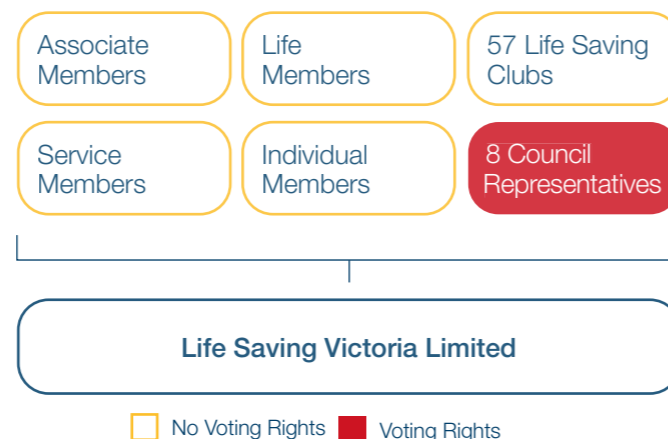 Associate
Members
Life
Members
57 Life Saving
Clubs
Service
Members
Individual
Members
8 Council
Representatives
Life Saving Victoria Limited
No Voting Rights
Voting Rights